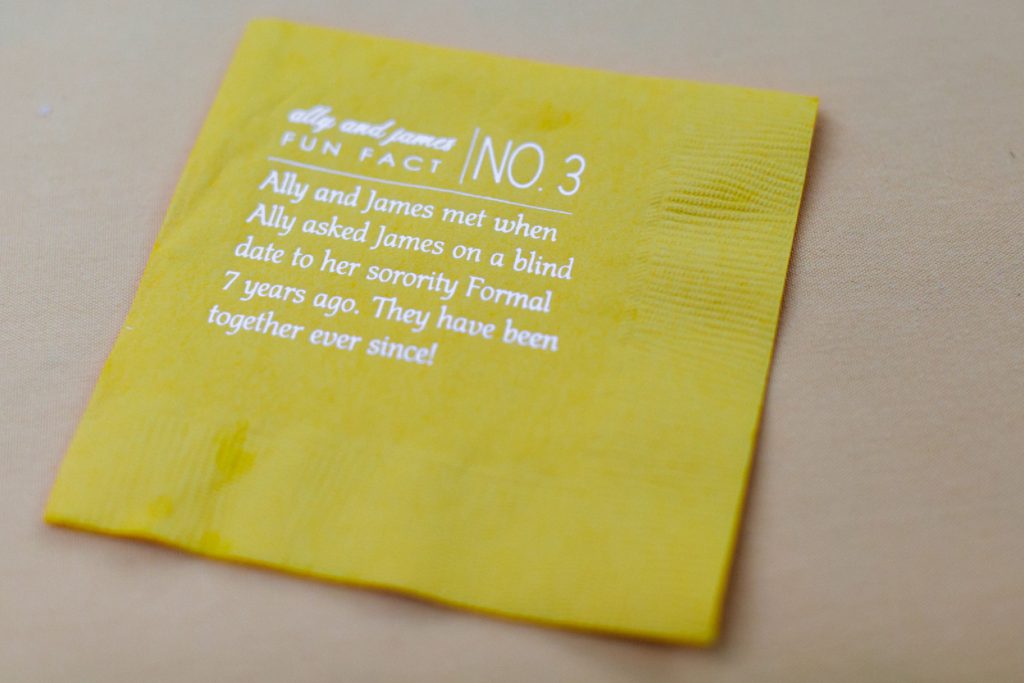 ally and james
FUN FACT | NO. 3
Ally and James met when
Ally asked James on a blind
date to her sorority Formal
7 years ago. They have been
together ever since!